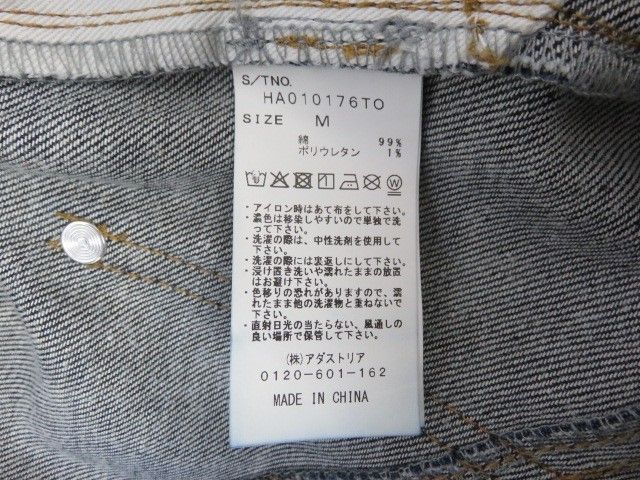 S/TNO.
HA010176TO
SIZE M
綿 99%
ポリウレタン 1%
・アイロン時はあて布をして下さい。
・濃色は移染しやすいので単独で洗
って下さい。
・洗濯の際は、中性洗剤を使用して
下さい。
・洗濯の際には裏返しにして下さい。
・浸け置き洗いや濡れたままの放置
はお避け下さい。
・色移りの恐れがありますので、濡
れたまま他の洗濯物と重ねないで
下さい。
・直射日光の当たらない、風通しの
良い場所で保管して下さい。
(株)アダストリア
0120-601-162
MADE IN CHINA